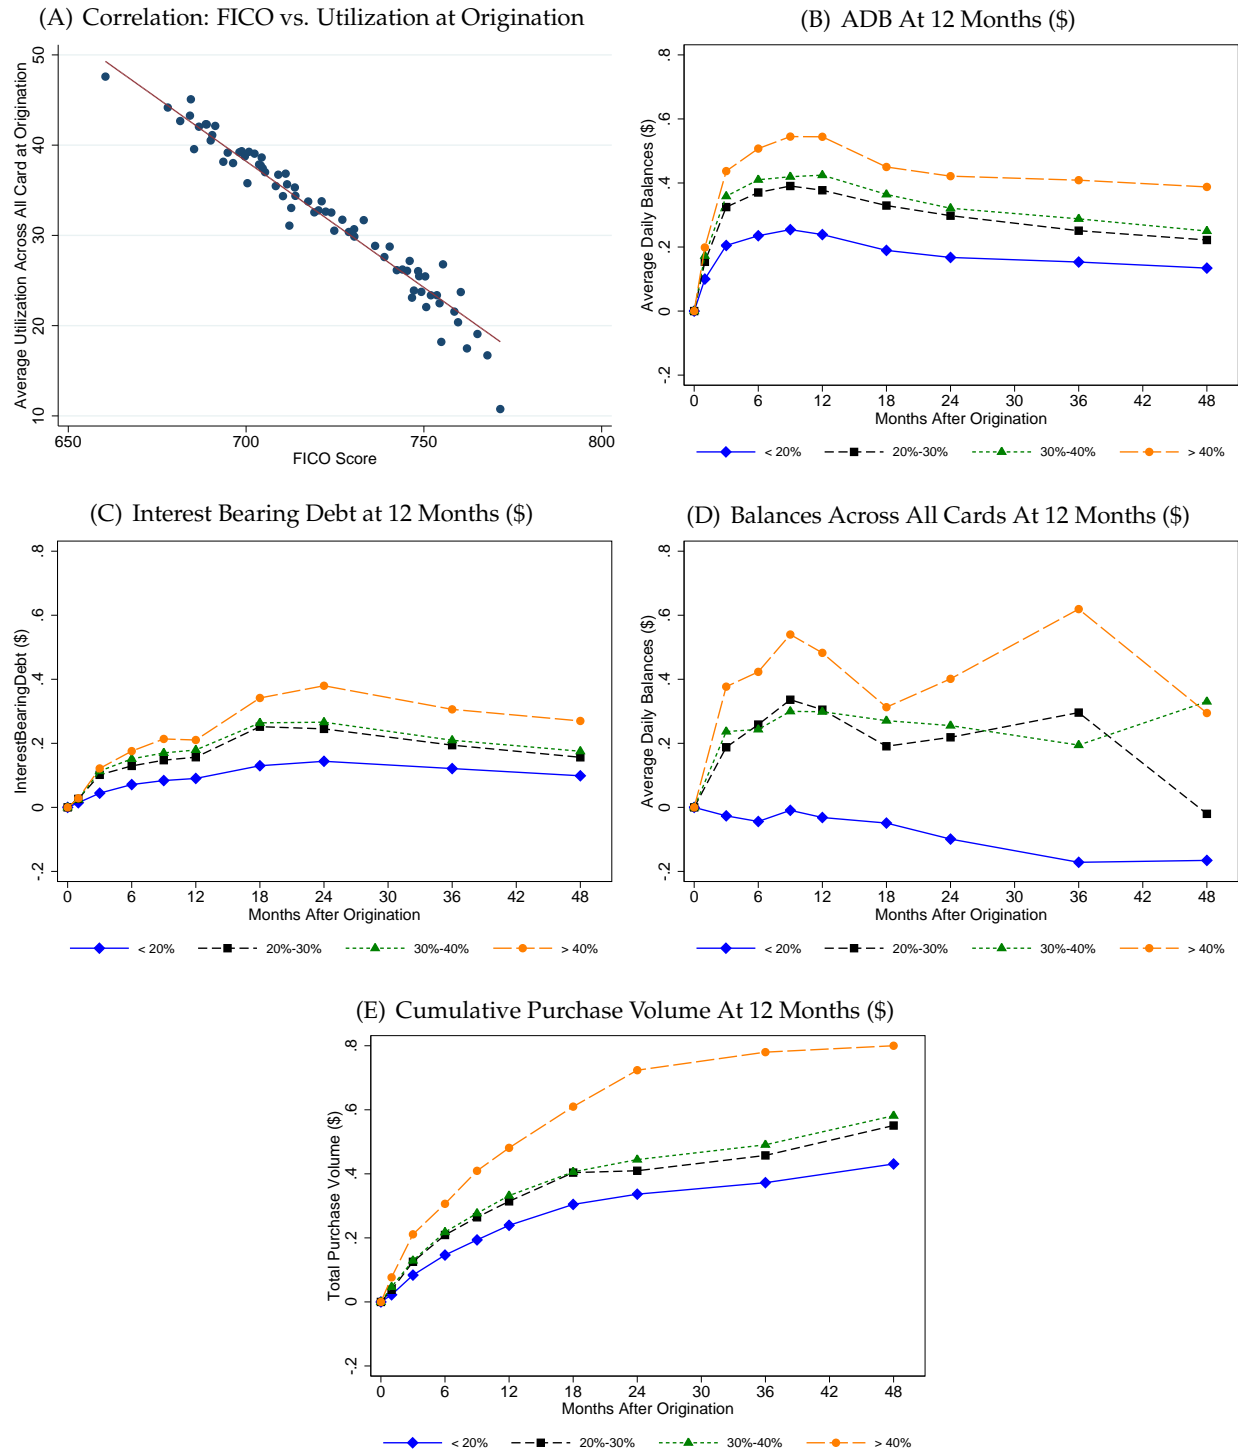 (A) Correlation: FICO vs. Utilization at Origination
Average Utilization Across All Card at Origination
50
40
30
20
10
650 700 750 800
FICO Score
(B) ADB At 12 Months ($)
Average Daily Balances ($)
.8
.6
.4
.2
0
-.2
0 6 12 18 24 30 36 42 48
Months After Origination
< 20% 20%-30% 30%-40% > 40%
(C) Interest Bearing Debt at 12 Months ($)
InterestBearingDebt ($)
.8
.6
.4
.2
0
-.2
0 6 12 18 24 30 36 42 48
Months After Origination
< 20% 20%-30% 30%-40% > 40%
(D) Balances Across All Cards At 12 Months ($)
Average Daily Balances ($)
.8
.6
.4
.2
0
-.2
0 6 12 18 24 30 36 42 48
Months After Origination
< 20% 20%-30% 30%-40% > 40%
(E) Cumulative Purchase Volume At 12 Months ($)
Total Purchase Volume ($)
.8
.6
.4
.2
0
-.2
0 6 12 18 24 30 36 42 48
Months After Origination
< 20% 20%-30% 30%-40% > 40%